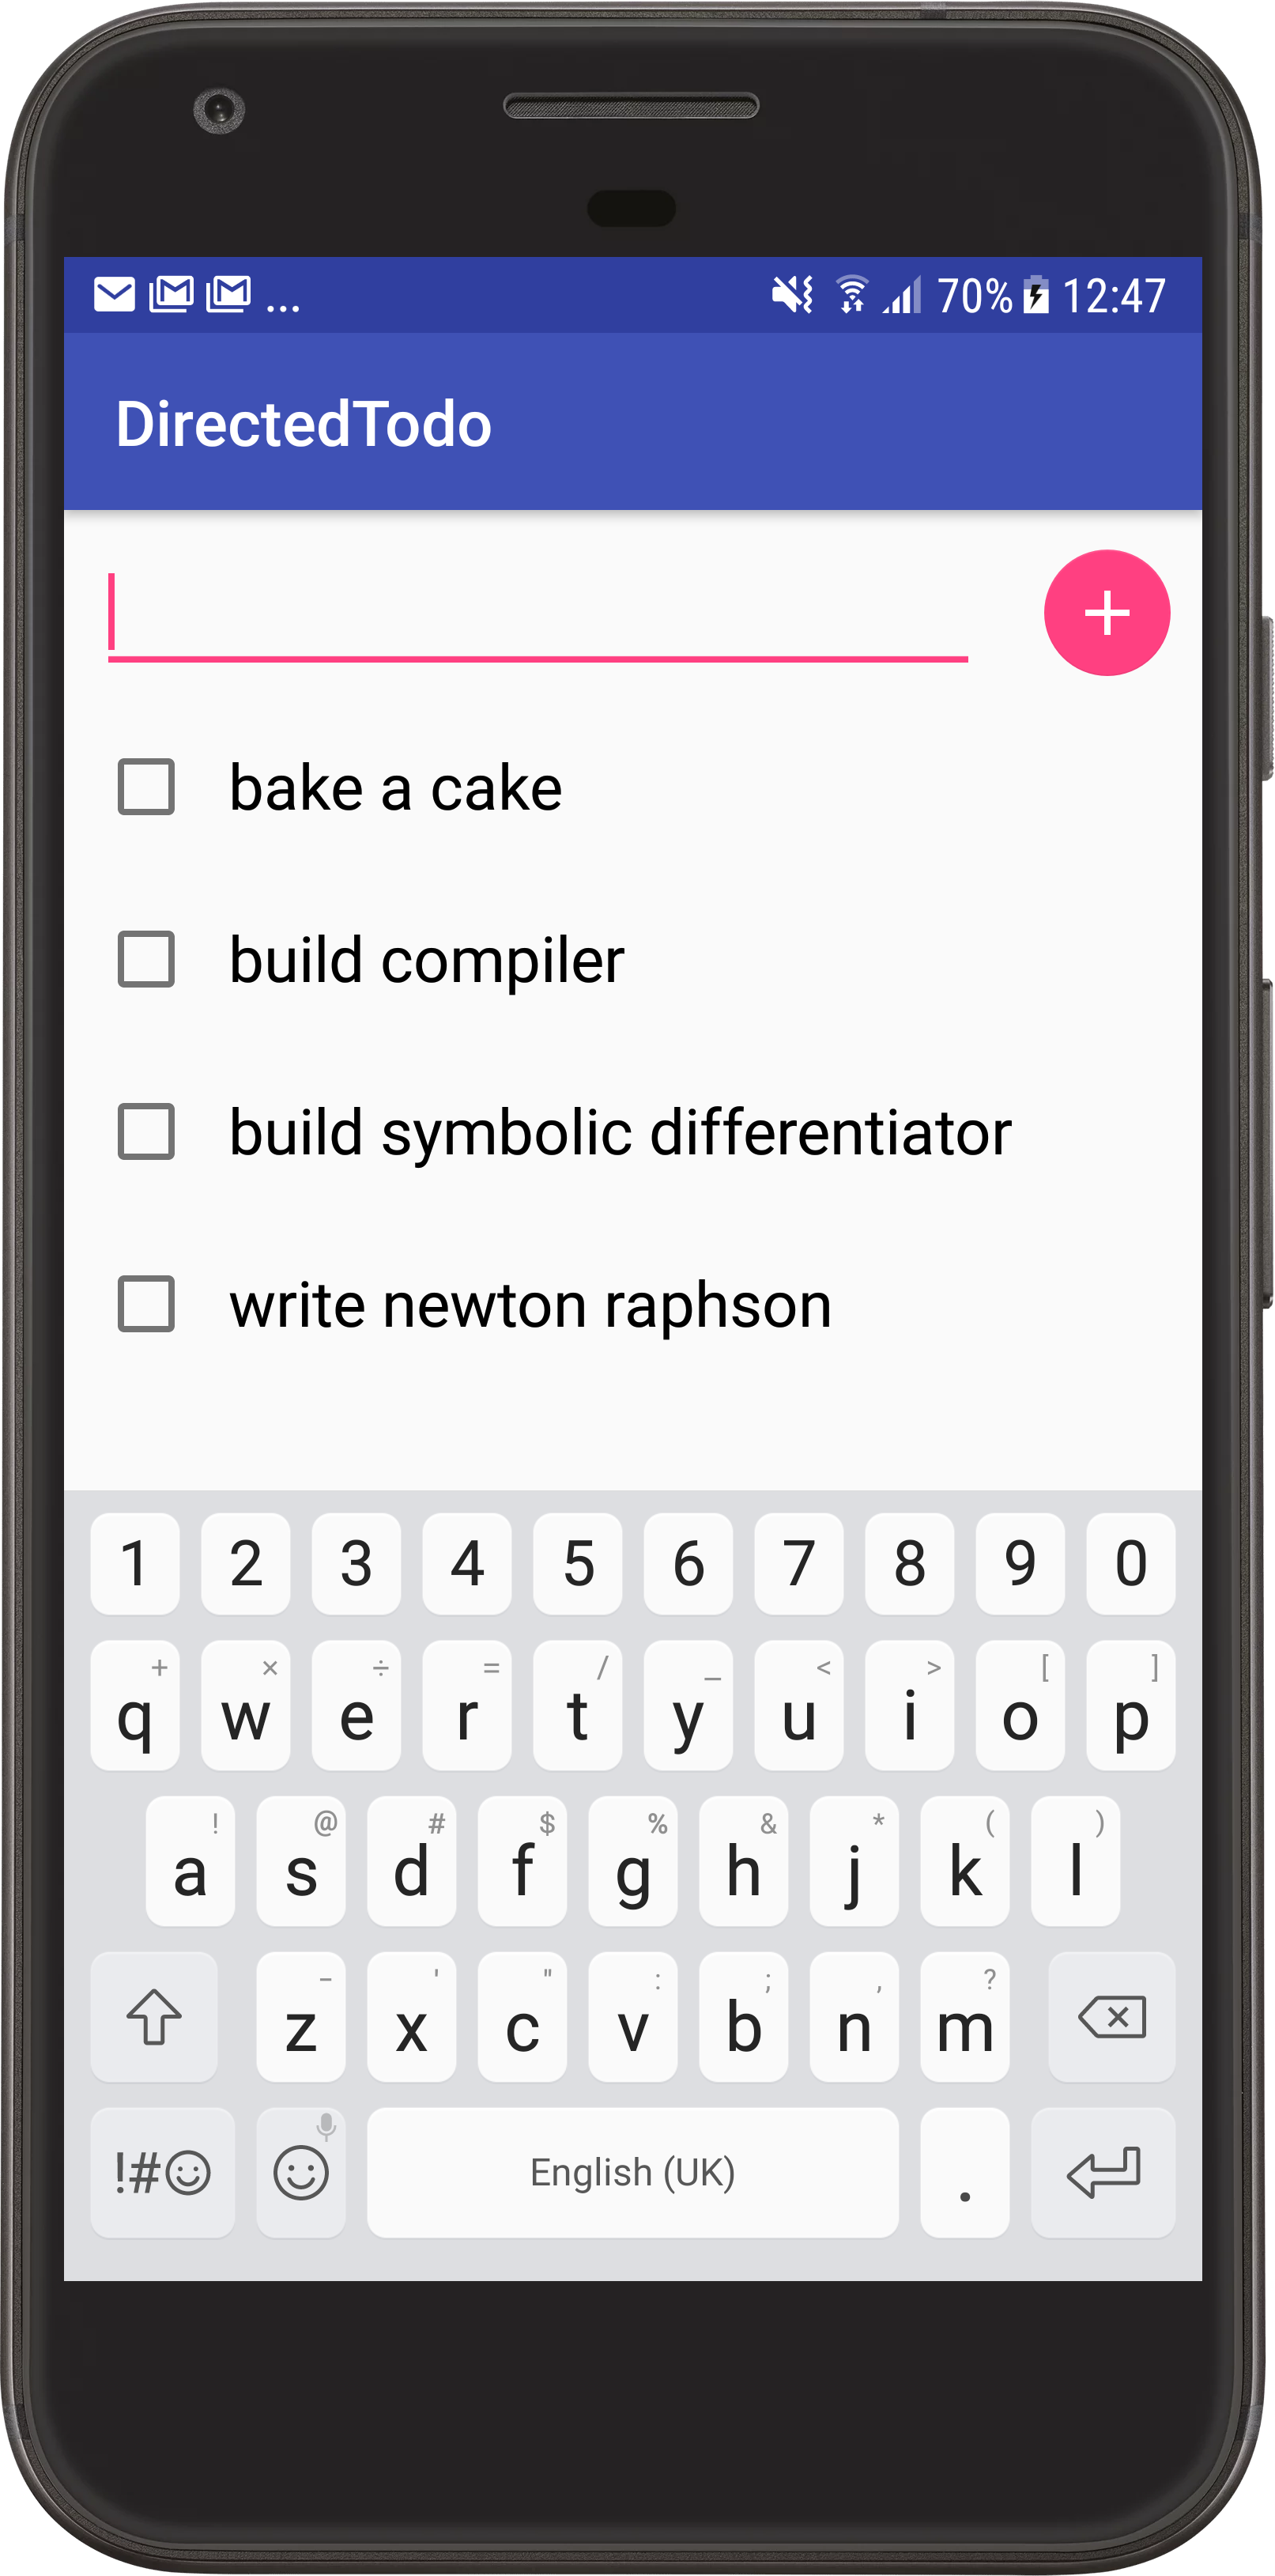 ... 70% 12:47
DirectedTodo
+
bake a cake
build compiler
build symbolic differentiator
write newton raphson
1 2 3 4 5 6 7 8 9 0
+ × ÷ = / _ < > [ ]
q w e r t y u i o p
! @ # $ % & * ( )
a s d f g h j k l
- ' " : ; , ?
z x c v b n m
!#☺ English (UK) .